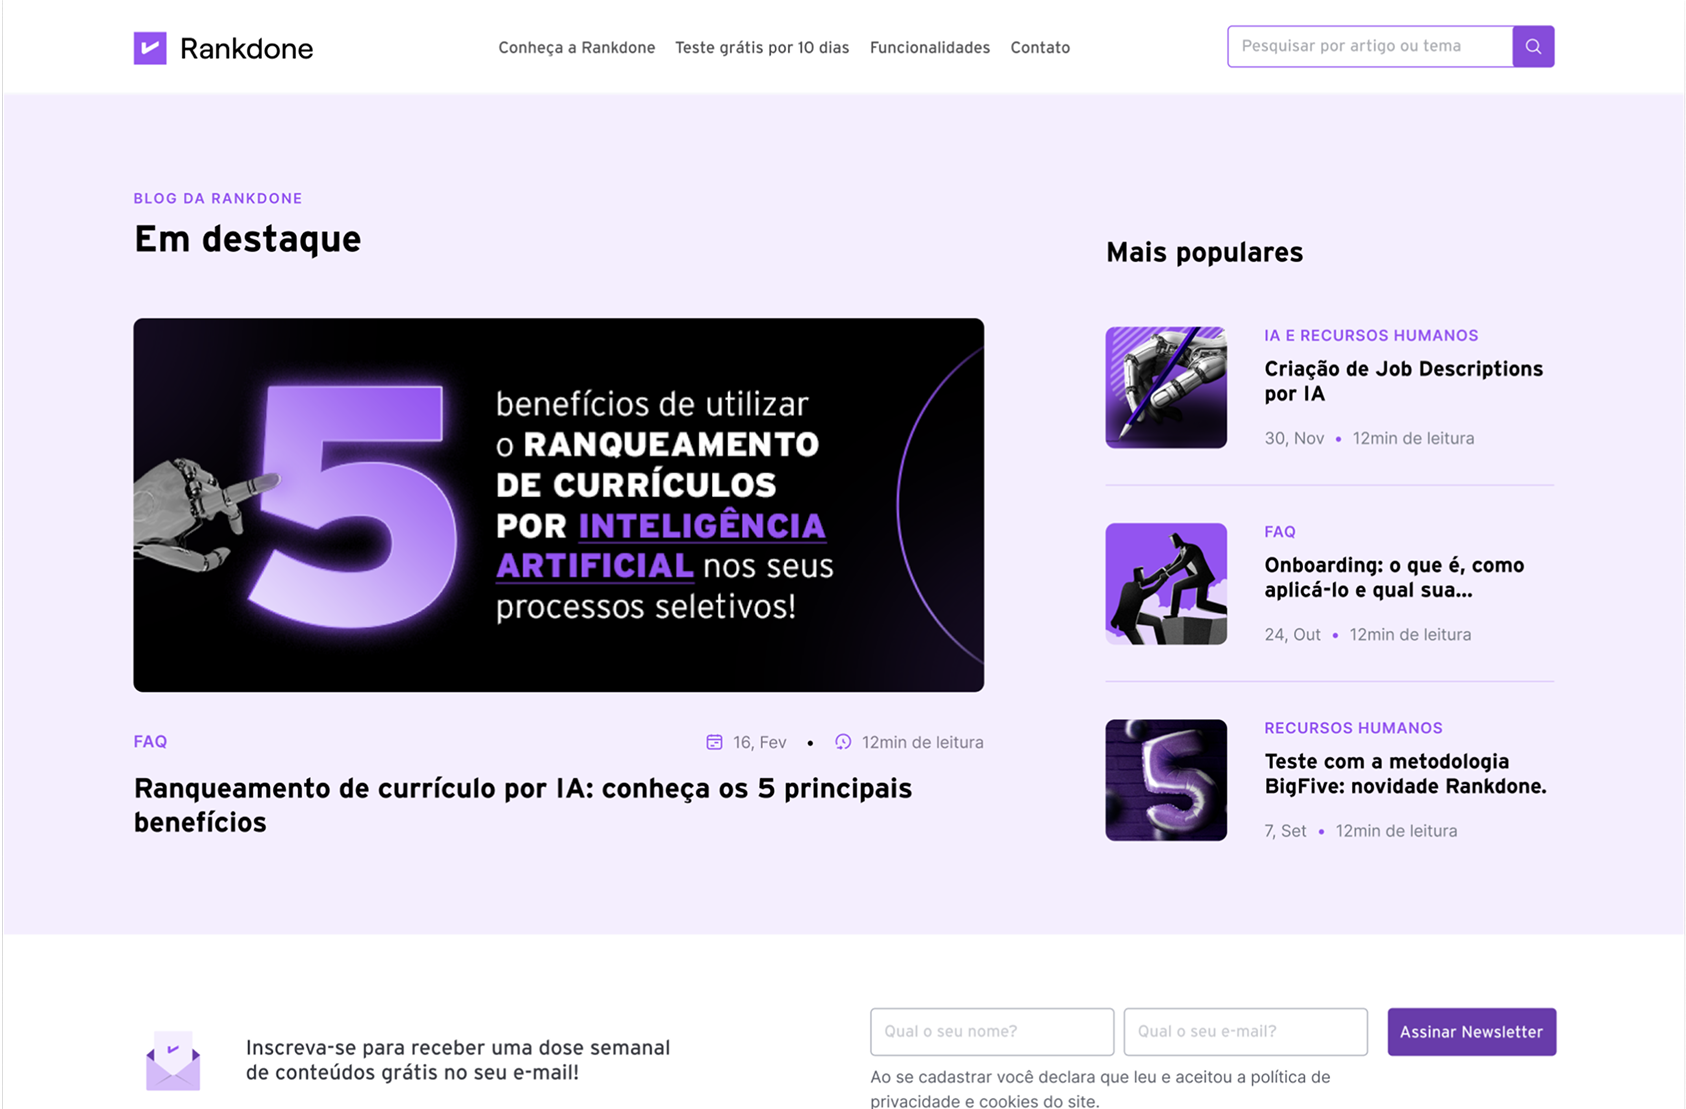 Rankdone
Conheça a Rankdone
Teste grátis por 10 dias
Funcionalidades
Contato
Pesquisar por artigo ou tema
BLOG DA RANKDONE
Em destaque
benefícios de utilizar
o RANQUEAMENTO
DE CURRÍCULOS
POR INTELIGÊNCIA
ARTIFICIAL nos seus
processos seletivos!
5
FAQ
16, Fev • 12min de leitura
Ranqueamento de currículo por IA: conheça os 5 principais
benefícios
Mais populares
IA E RECURSOS HUMANOS
Criação de Job Descriptions
por IA
30, Nov • 12min de leitura
FAQ
Onboarding: o que é, como
aplicá-lo e qual sua...
24, Out • 12min de leitura
5
RECURSOS HUMANOS
Teste com a metodologia
BigFive: novidade Rankdone.
7, Set • 12min de leitura
Inscreva-se para receber uma dose semanal
de conteúdos grátis no seu e-mail!
Qual o seu nome?
Qual o seu e-mail?
Assinar Newsletter
Ao se cadastrar você declara que leu e aceitou a política de
privacidade e cookies do site.